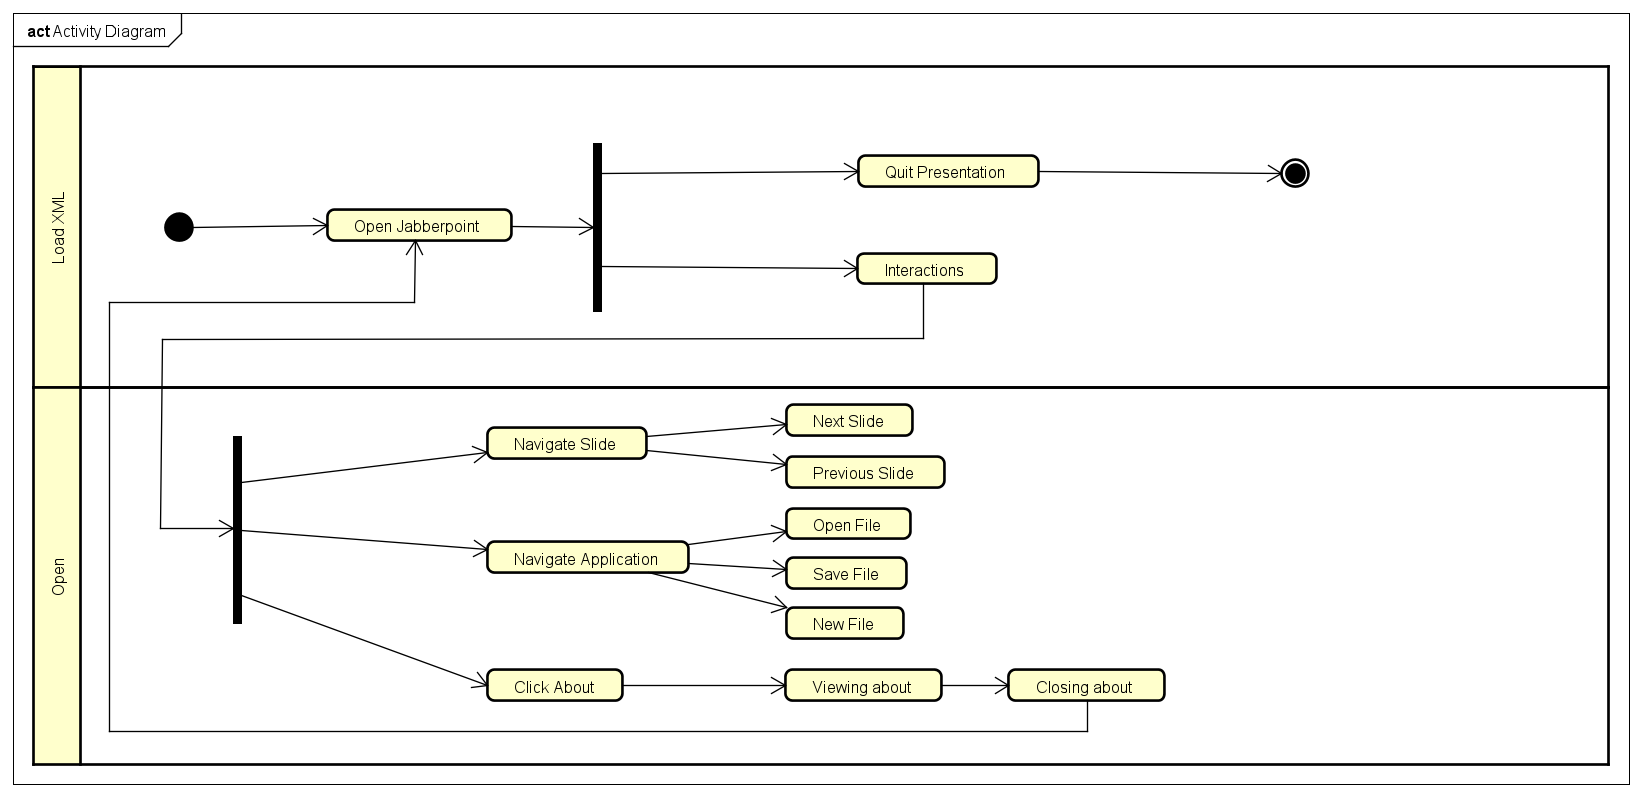 act Activity Diagram
Load XML
Open Jabberpoint
Quit Presentation
Interactions
Open
Navigate Slide
Next Slide
Previous Slide
Navigate Application
Open File
Save File
New File
Click About
Viewing about
Closing about